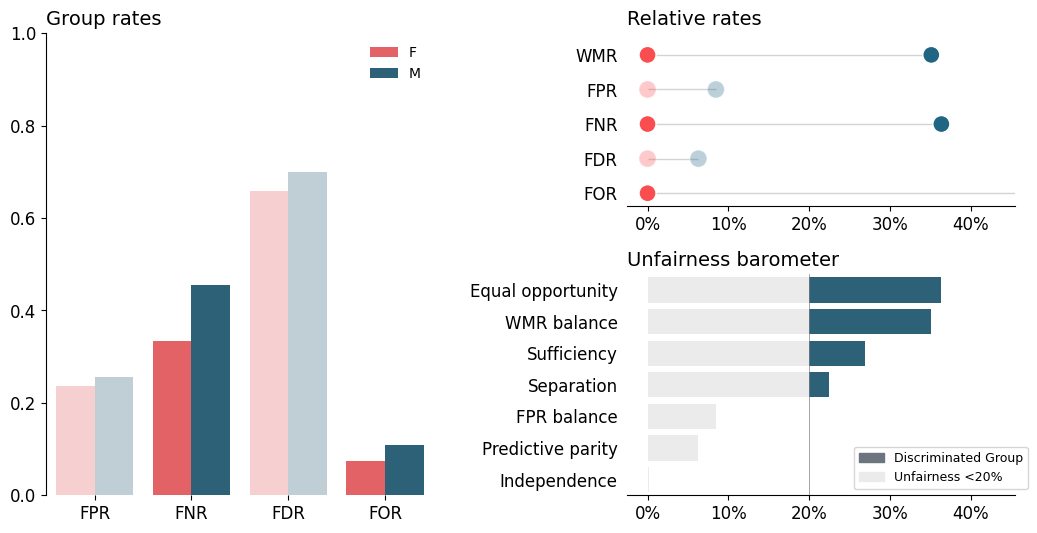 Group rates
1.0
0.8
0.6
0.4
0.2
0.0
F
M
FPR
FNR
FDR
FOR
Relative rates
WMR
FPR
FNR
FDR
FOR
0%
10%
20%
30%
40%
Unfairness barometer
Equal opportunity
WMR balance
Sufficiency
Separation
FPR balance
Predictive parity
Independence
Discriminated Group
Unfairness <20%
0%
10%
20%
30%
40%